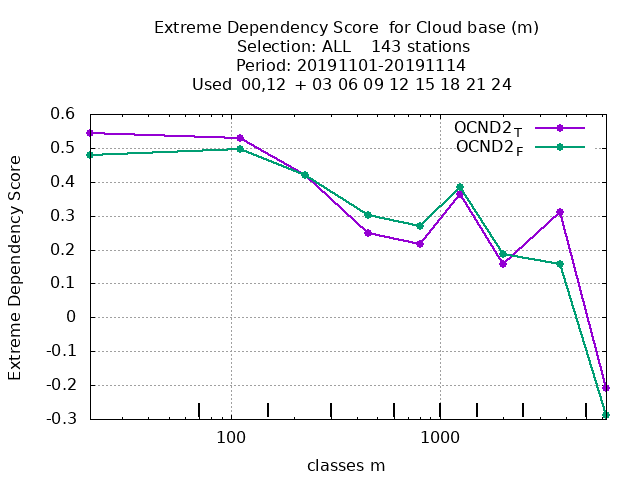 Extreme Dependency Score  for Cloud base (m)
Selection: ALL    143 stations
Period: 20191101-20191114
Used  00,12  + 03 06 09 12 15 18 21 24
0.6
OCND2T
0.5
OCND2F
0.4
0.3
0.2
0.1
0
-0.1
-0.2
-0.3
Extreme Dependency Score
100
1000
classes m